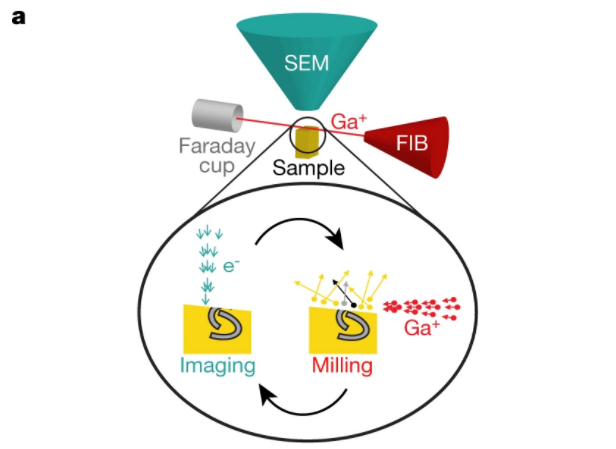 a
SEM
Ga⁺
FIB
Faraday
cup
Sample
e⁻
Ga⁺
Imaging
Milling